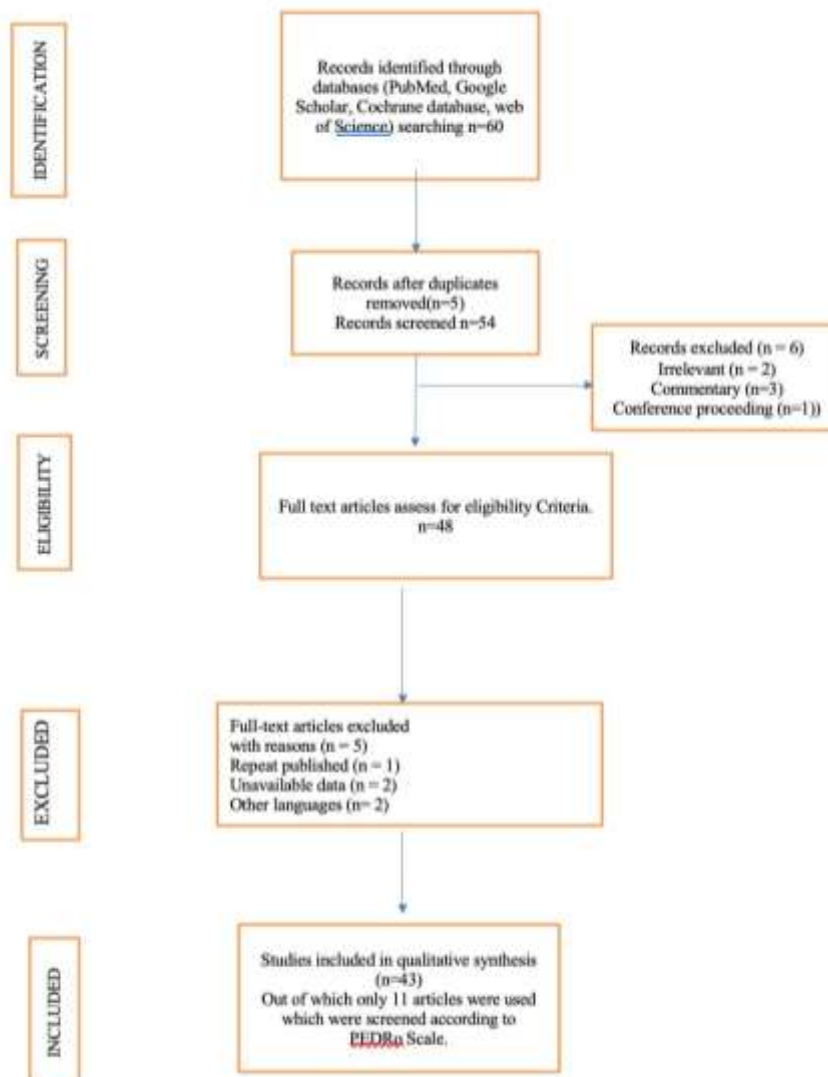 IDENTIFICATION
Records identified through
databases (PubMed, Google
Scholar, Cochrane database, web
of Science) searching n=60
SCREENING
Records after duplicates
removed(n=5)
Records screened n=54
Records excluded (n = 6)
Irrelevant (n = 2)
Commentary (n=3)
Conference proceeding (n=1))
ELIGIBILITY
Full text articles assess for eligibility Criteria.
n=48
EXCLUDED
Full-text articles excluded
with reasons (n = 5)
Repeat published (n = 1)
Unavailable data (n = 2)
Other languages (n= 2)
INCLUDED
Studies included in qualitative synthesis
(n=43)
Out of which only 11 articles were used
which were screened according to
PEDRo Scale.